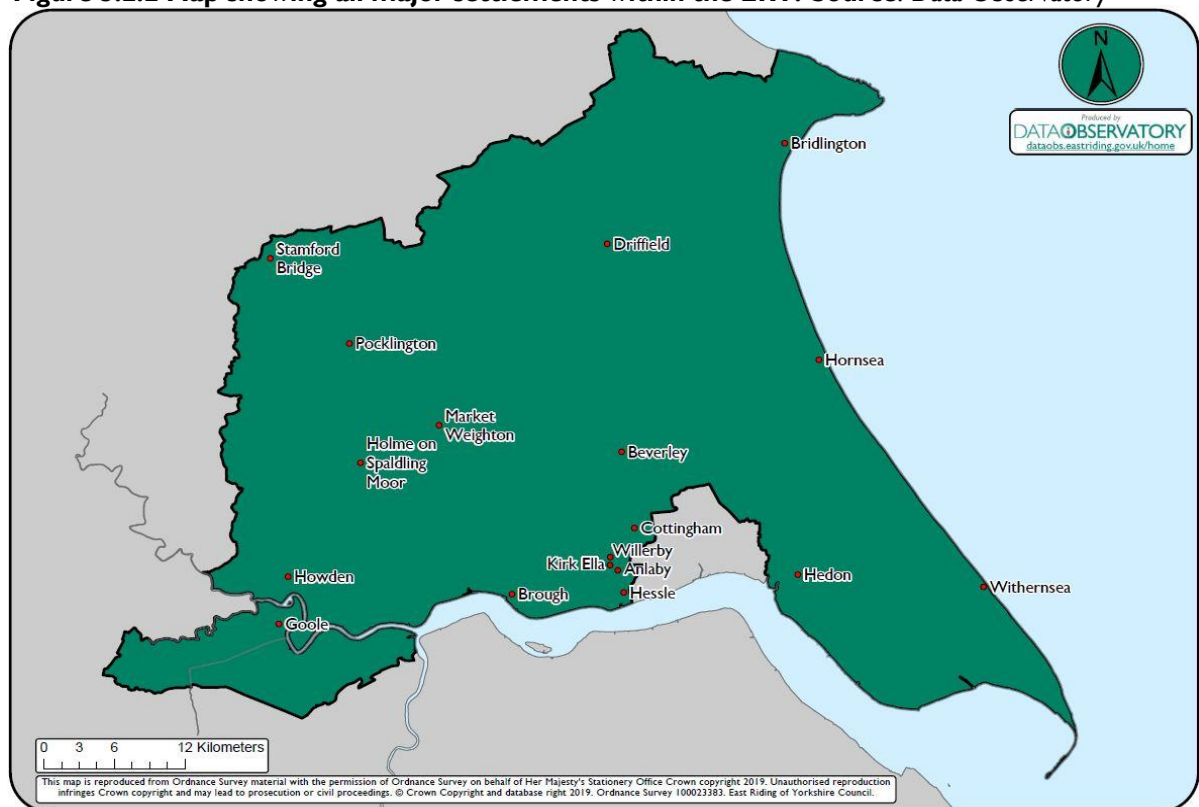 Figure 3.2.2 Map showing all major settlements within the ERY. Source: Data Observatory
N
Produced by
DATA OBSERVATORY
dataobs.eastriding.gov.uk/home
Bridlington
Driffield
Stamford
Bridge
Pocklington
Hornsea
Market
Weighton
Holme on
Spaldling
Moor
Beverley
Cottingham
Willerby
Kirk Ella
Anlaby
Howden
Hedon
Withernsea
Brough
Hessle
Goole
0 3 6 12 Kilometers
This map is reproduced from Ordnance Survey material with the permission of Ordnance Survey on behalf of Her Majesty's Stationery Office Crown copyright 2019. Unauthorised reproduction
infringes Crown copyright and may lead to prosecution or civil proceedings. © Crown Copyright and database right 2019. Ordnance Survey 100023383. East Riding of Yorkshire Council.